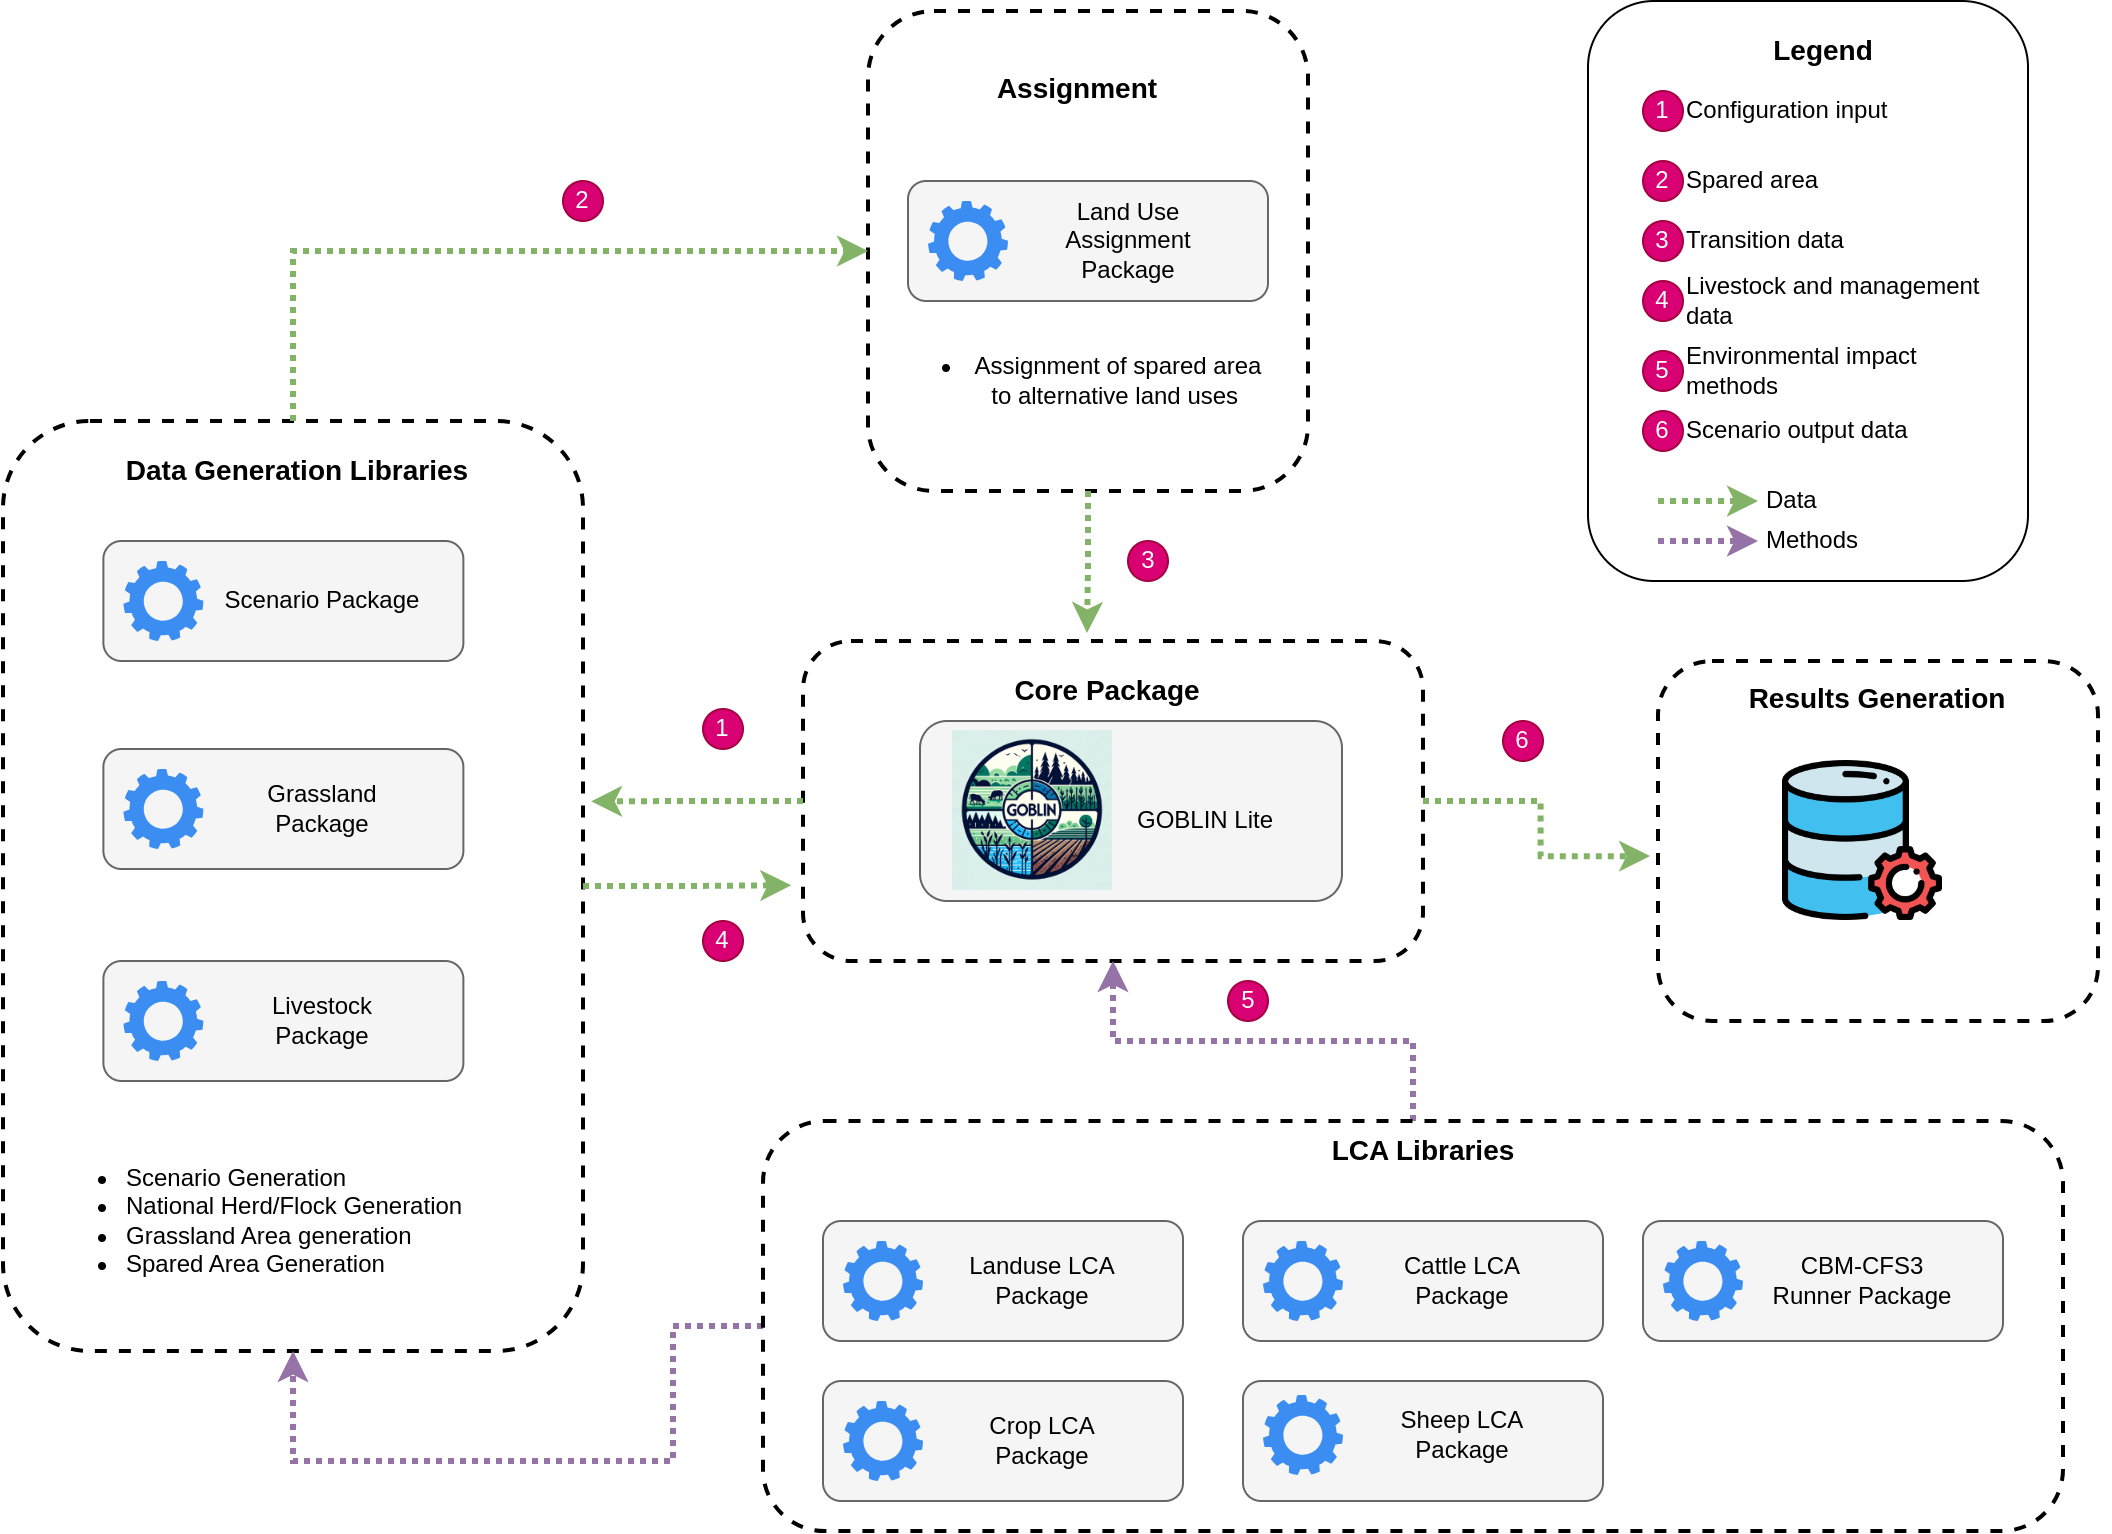 Legend
1 Configuration input
2 Spared area
3 Transition data
4 Livestock and management
data
5 Environmental impact
methods
6 Scenario output data
Data
Methods
Assignment
Land Use
Assignment
Package
Assignment of spared area
to alternative land uses
2
3
Data Generation Libraries
Scenario Package
Grassland
Package
Livestock
Package
Scenario Generation
National Herd/Flock Generation
Grassland Area generation
Spared Area Generation
1
4
Core Package
GOBLIN
GOBLIN Lite
6
5
Results Generation
LCA Libraries
Landuse LCA
Package
Cattle LCA
Package
CBM-CFS3
Runner Package
Crop LCA
Package
Sheep LCA
Package